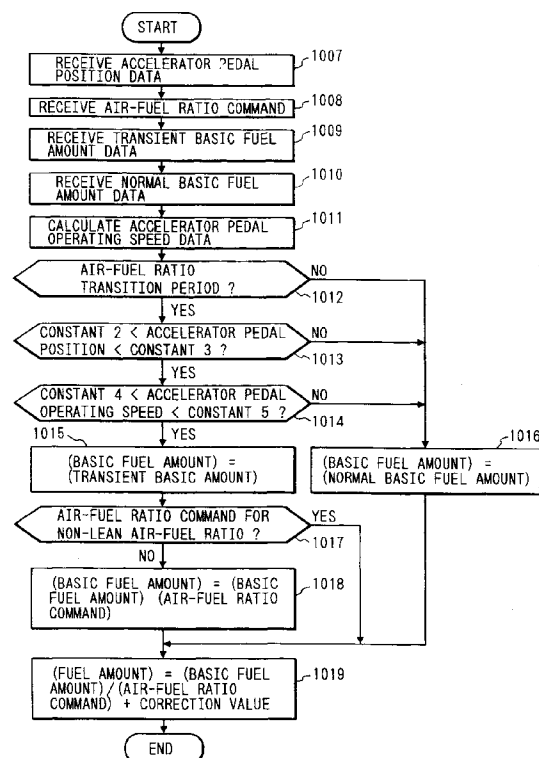 START
RECEIVE ACCELERATOR PEDAL
POSITION DATA
1007
RECEIVE AIR-FUEL RATIO COMMAND
1008
RECEIVE TRANSIENT BASIC FUEL
AMOUNT DATA
1009
RECEIVE NORMAL BASIC FUEL
AMOUNT DATA
1010
CALCULATE ACCELERATOR PEDAL
OPERATING SPEED DATA
1011
AIR-FUEL RATIO
TRANSITION PERIOD ?
NO
1012
YES
CONSTANT 2 < ACCELERATOR PEDAL
POSITION < CONSTANT 3 ?
NO
1013
YES
CONSTANT 4 < ACCELERATOR PEDAL
OPERATING SPEED < CONSTANT 5 ?
NO
1014
YES
1015
(BASIC FUEL AMOUNT) =
(TRANSIENT BASIC AMOUNT)
1016
(BASIC FUEL AMOUNT) =
(NORMAL BASIC FUEL AMOUNT)
AIR-FUEL RATIO COMMAND FOR
NON-LEAN AIR-FUEL RATIO ?
YES
1017
NO
(BASIC FUEL AMOUNT) = (BASIC
FUEL AMOUNT) (AIR-FUEL RATIO
COMMAND)
1018
(FUEL AMOUNT) = (BASIC FUEL
AMOUNT)/(AIR-FUEL RATIO
COMMAND) + CORRECTION VALUE
1019
END